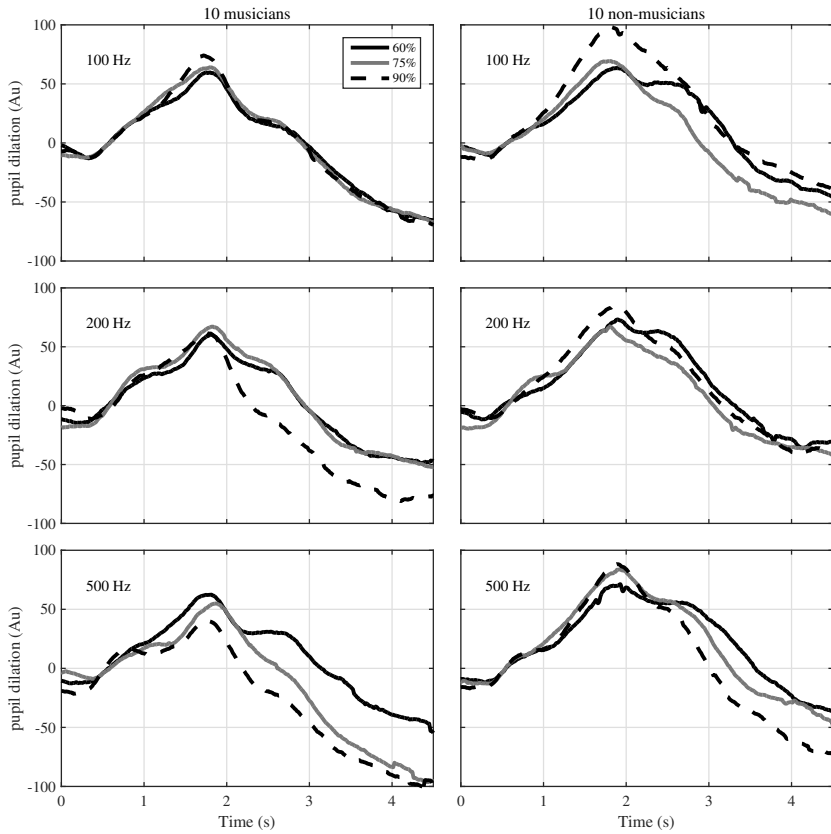 10 musicians
10 non-musicians
100 Hz
60%
75%
90%
100 Hz
pupil dilation (Au)
100
50
0
-50
-100
200 Hz
200 Hz
pupil dilation (Au)
100
50
0
-50
-100
500 Hz
500 Hz
pupil dilation (Au)
100
50
0
-50
-100
0 1 2 3 4
0 1 2 3 4
Time (s)
Time (s)